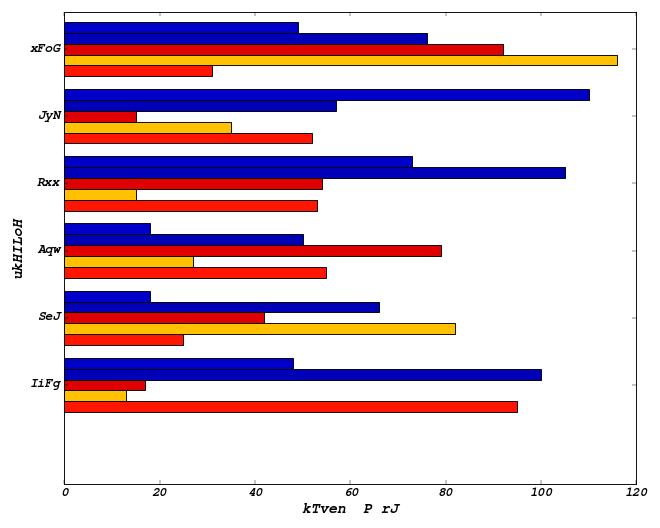 xFoG
JyN
Rxx
Aqw
SeJ
IiFg
ukHILoH
0 20 40 60 80 100 120
kTven  P rJ